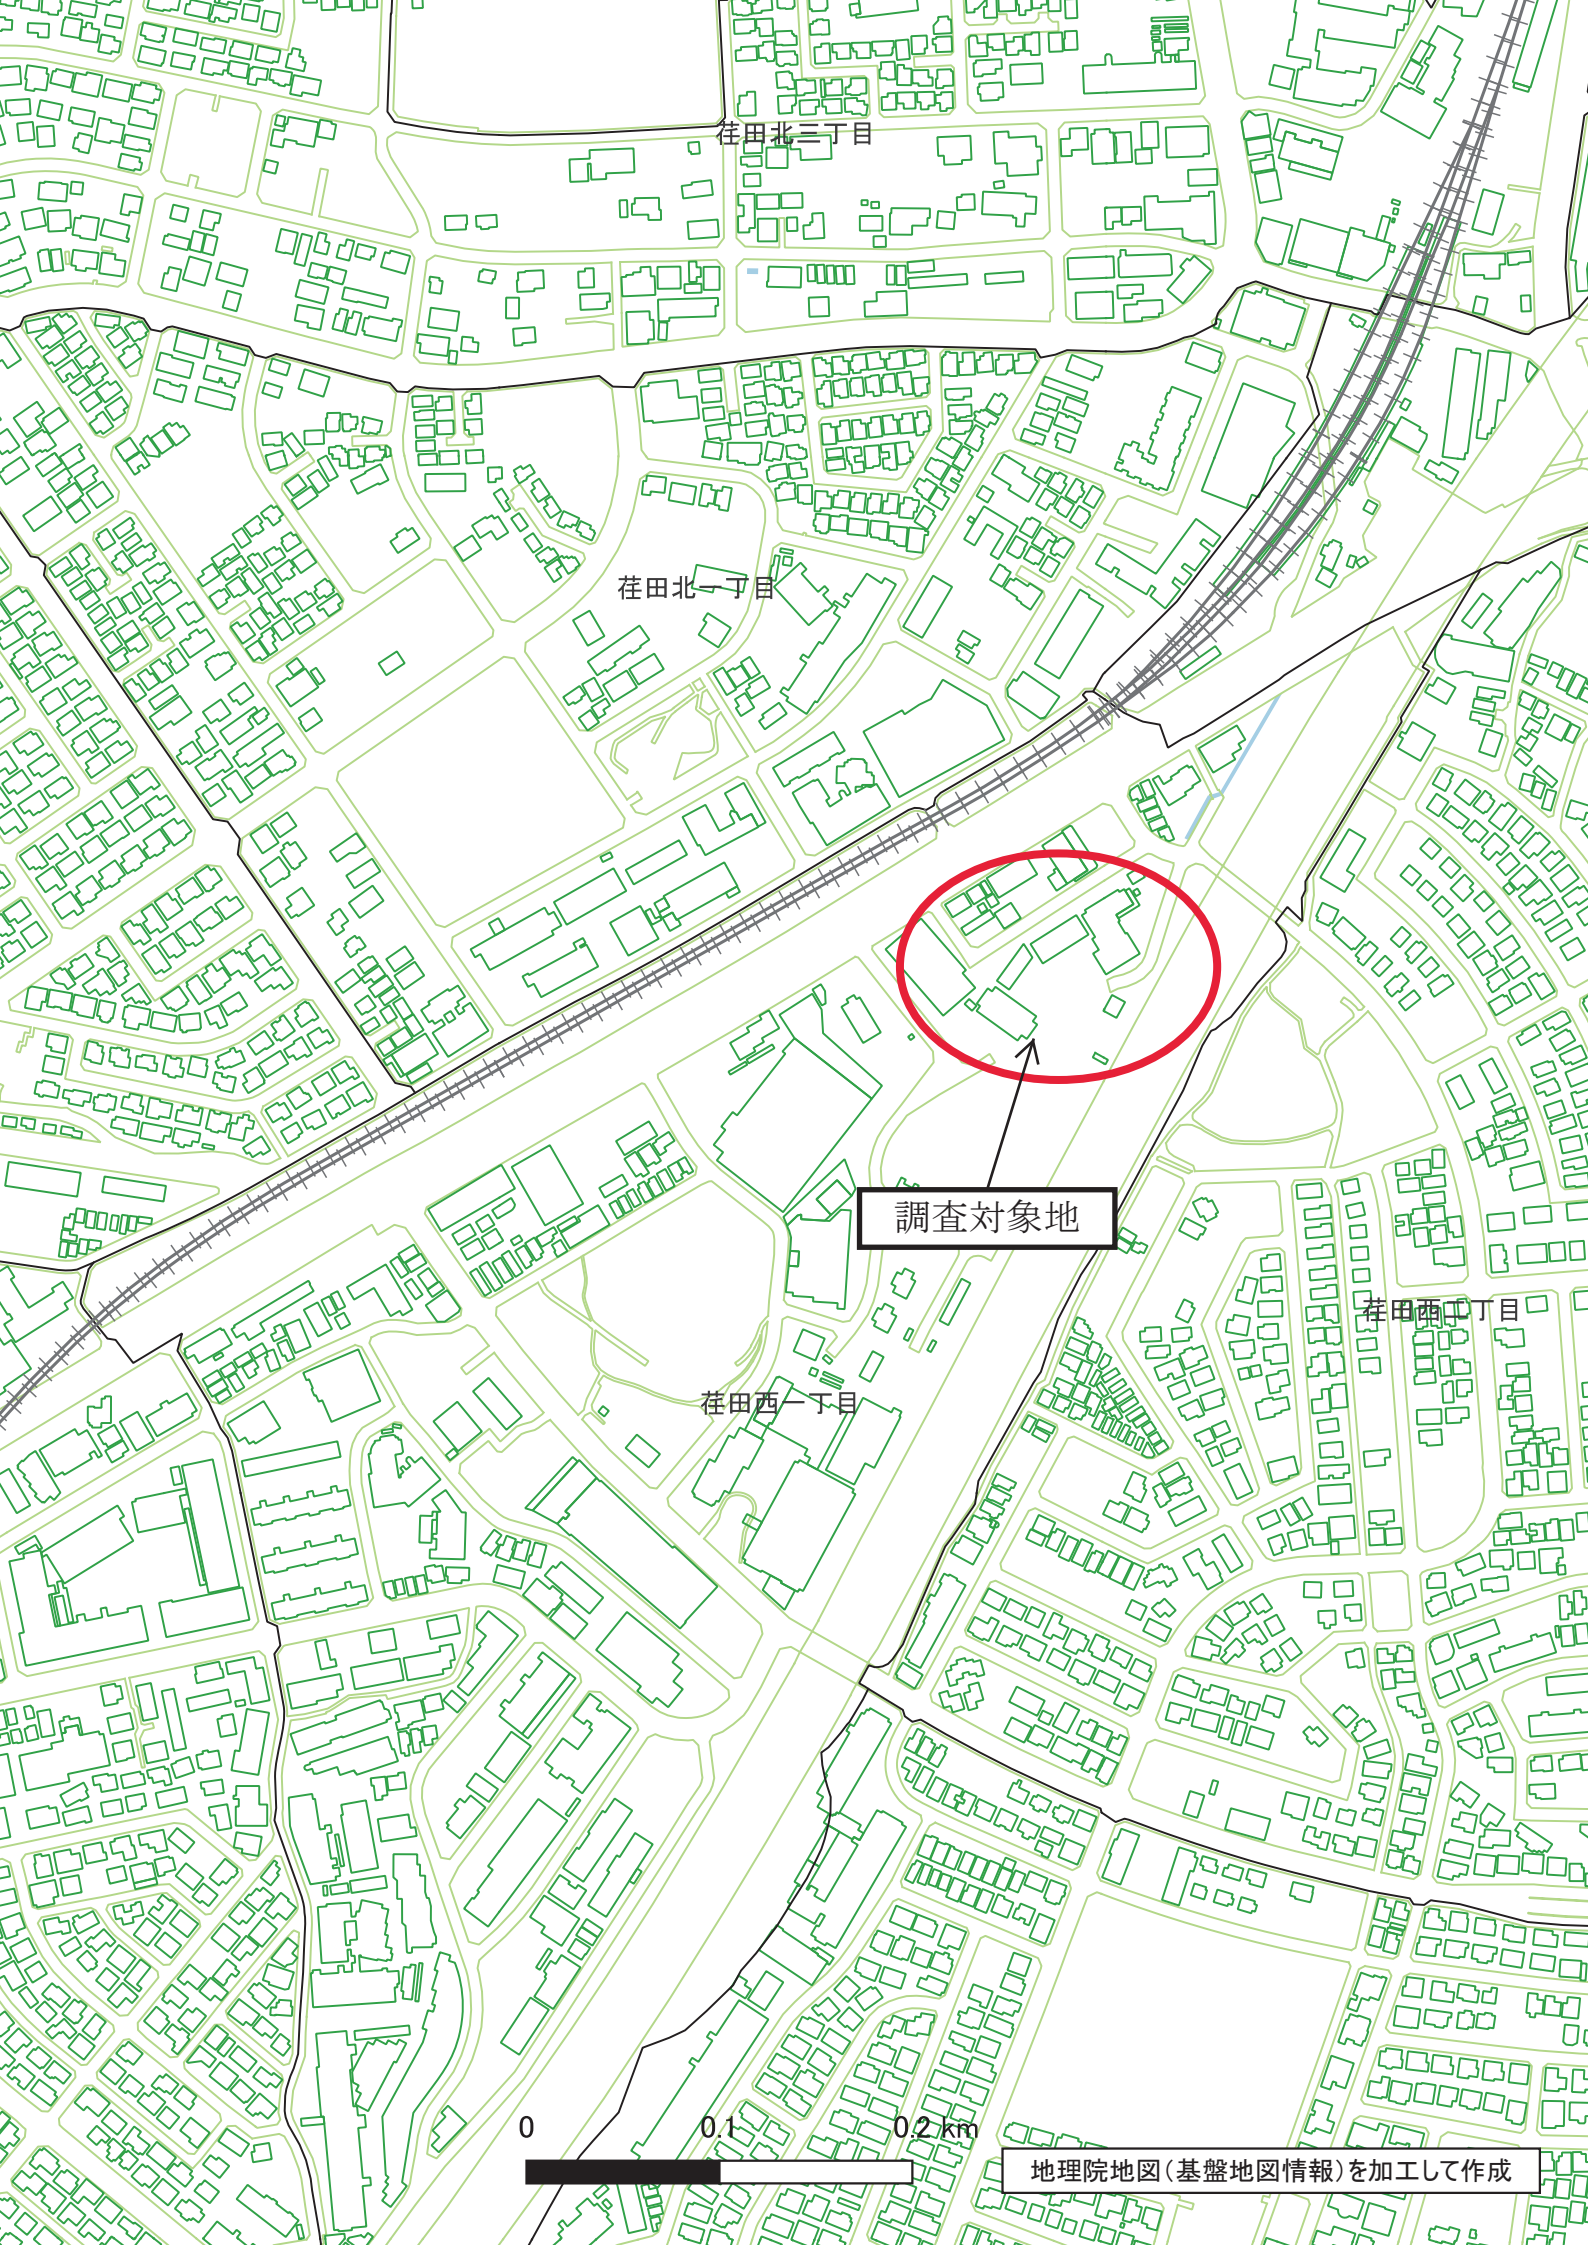 荏田北三丁目
荏田北一丁目
調査対象地
荏田西二丁目
荏田西一丁目
0 0.1 0.2 km
地理院地図（基盤地図情報）を加工して作成